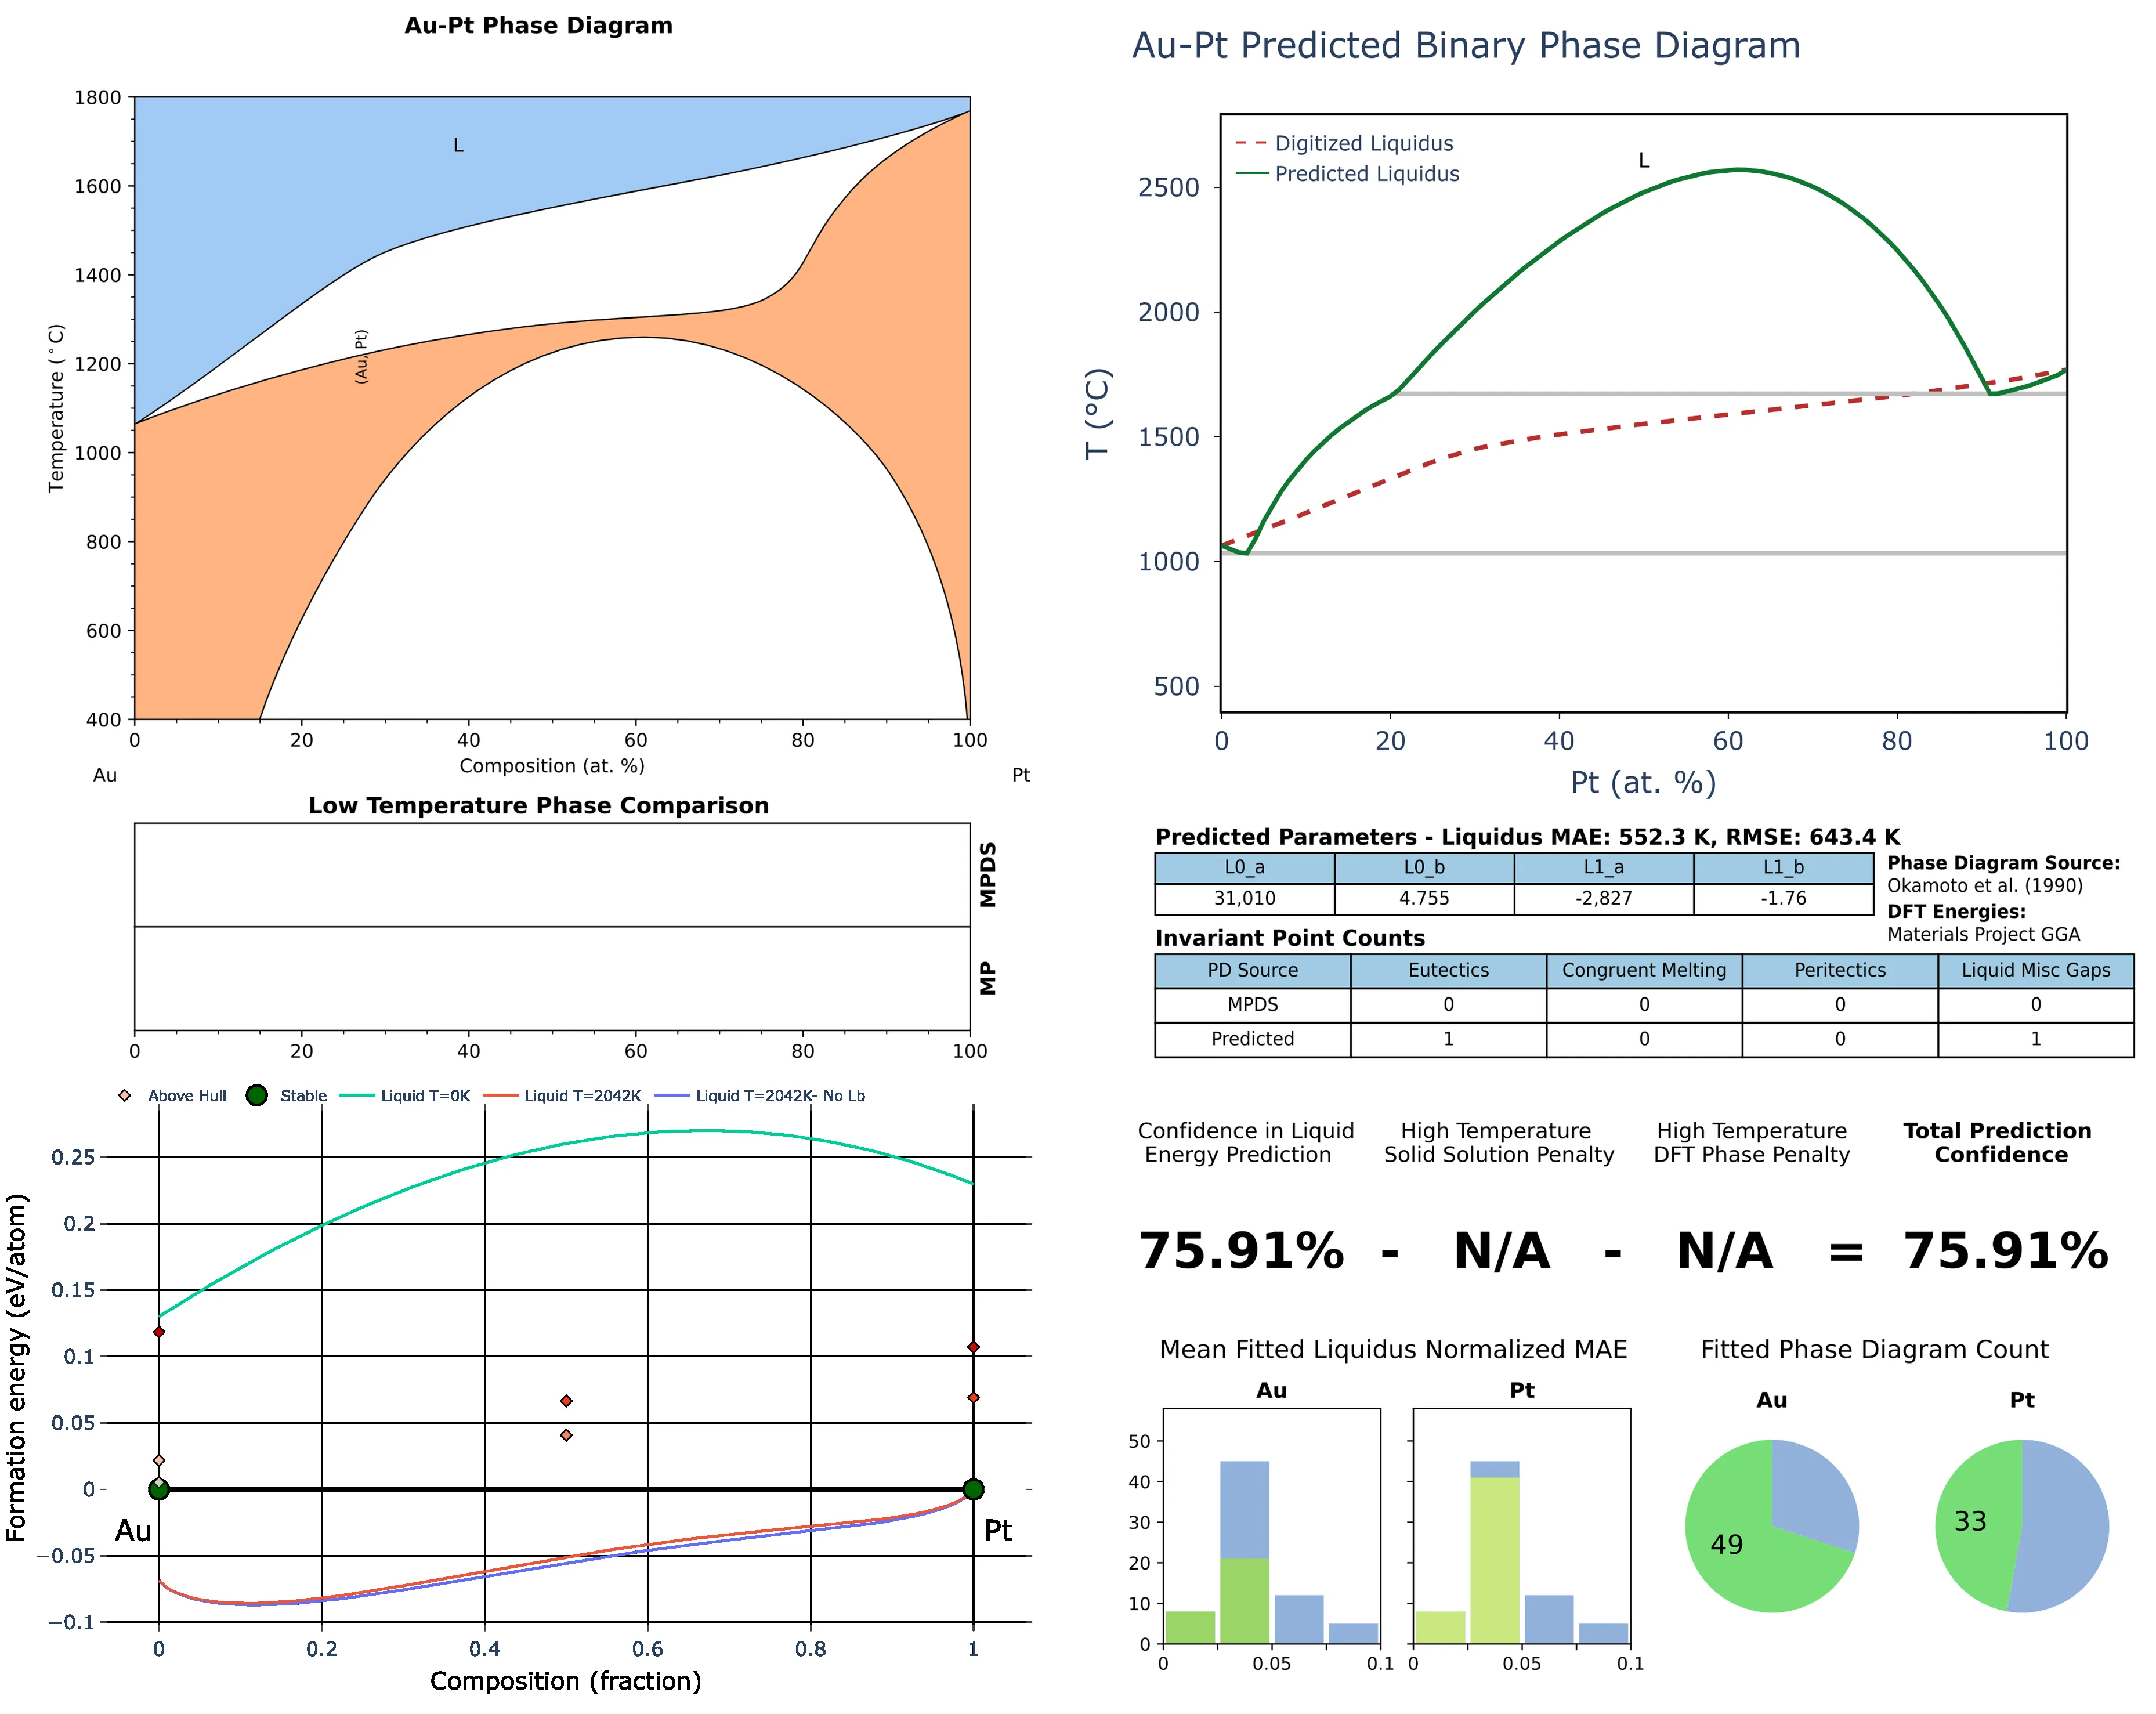 Au-Pt Phase Diagram
1800
1600
1400
1200
1000
800
600
400
Temperature (°C)
L
(Au, Pt)
0 20 40 60 80 100
Composition (at. %)
Au Pt
Au-Pt Predicted Binary Phase Diagram
Digitized Liquidus
Predicted Liquidus
L
2500
2000
1500
1000
500
T (°C)
0 20 40 60 80 100
Pt (at. %)
Low Temperature Phase Comparison
MPDS
MP
0 20 40 60 80 100
Predicted Parameters - Liquidus MAE: 552.3 K, RMSE: 643.4 K
L0_a L0_b L1_a L1_b
31,010 4.755 -2,827 -1.76
Phase Diagram Source:
Okamoto et al. (1990)
DFT Energies:
Materials Project GGA
Invariant Point Counts
PD Source Eutectics Congruent Melting Peritectics Liquid Misc Gaps
MPDS 0 0 0 0
Predicted 1 0 0 1
Above Hull Stable Liquid T=0K Liquid T=2042K Liquid T=2042K- No Lb
0.25
0.2
0.15
0.1
0.05
0
−0.05
−0.1
Formation energy (eV/atom)
Au Pt
0 0.2 0.4 0.6 0.8 1
Composition (fraction)
Confidence in Liquid
Energy Prediction
High Temperature
Solid Solution Penalty
High Temperature
DFT Phase Penalty
Total Prediction
Confidence
75.91% - N/A - N/A = 75.91%
Mean Fitted Liquidus Normalized MAE
Au Pt
50
40
30
20
10
0
0 0.05 0.1 0 0.05 0.1
Fitted Phase Diagram Count
Au Pt
49 33